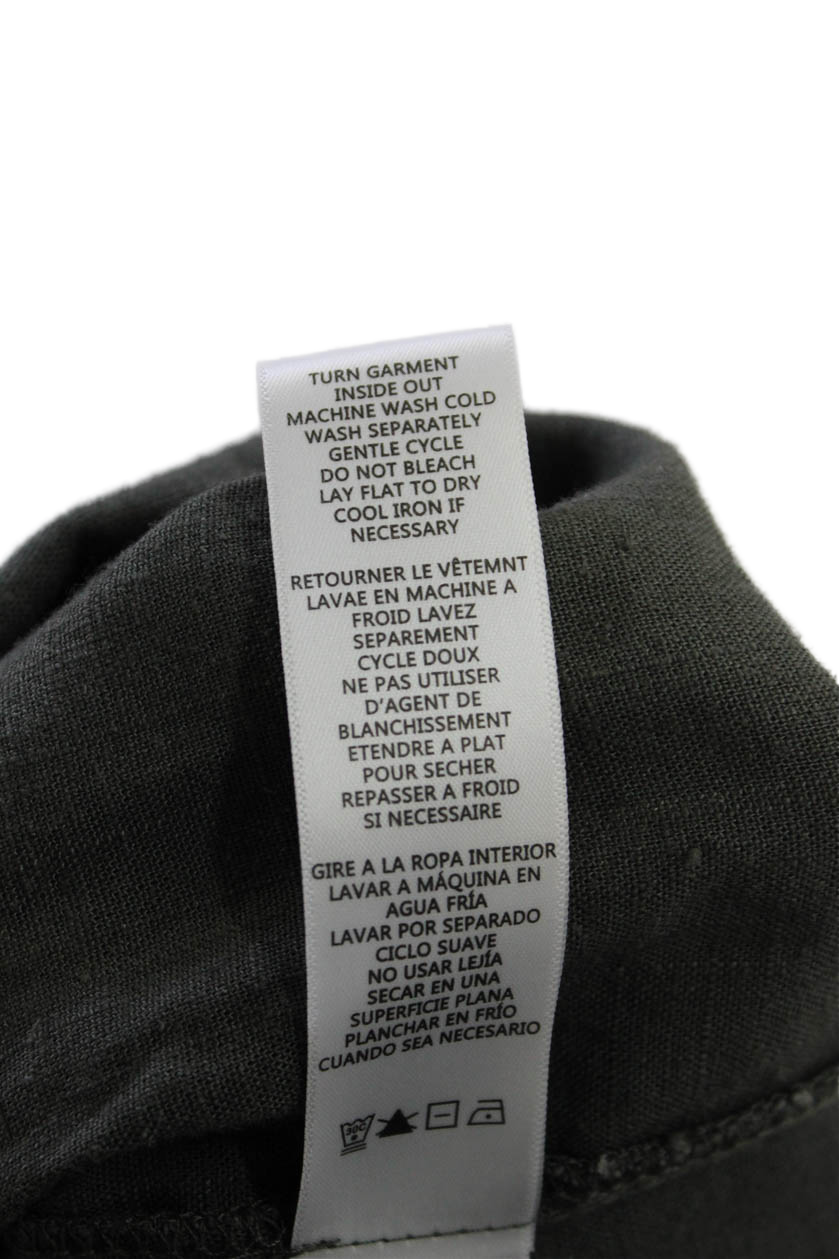 TURN GARMENT
INSIDE OUT
MACHINE WASH COLD
WASH SEPARATELY
GENTLE CYCLE
DO NOT BLEACH
LAY FLAT TO DRY
COOL IRON IF
NECESSARY
RETOURNER LE VÊTEMNT
LAVAE EN MACHINE A
FROID LAVEZ
SEPAREMENT
CYCLE DOUX
NE PAS UTILISER
D'AGENT DE
BLANCHISSEMENT
ETENDRE A PLAT
POUR SECHER
REPASSER A FROID
SI NECESSAIRE
GIRE A LA ROPA INTERIOR
LAVAR A MÁQUINA EN
AGUA FRÍA
LAVAR POR SEPARADO
CICLO SUAVE
NO USAR LEJÍA
SECAR EN UNA
SUPERFICIE PLANA
PLANCHAR EN FRÍO
CUANDO SEA NECESARIO
30C